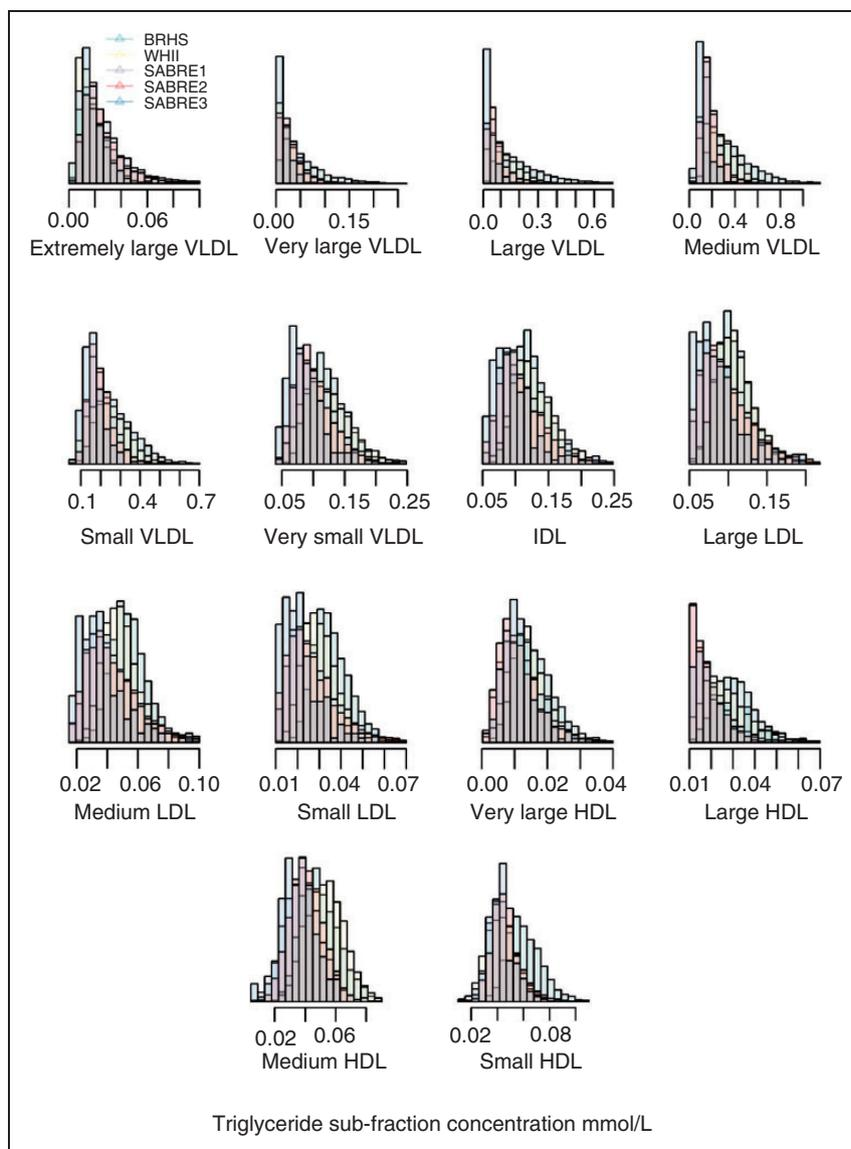 BRHS
WHII
SABRE1
SABRE2
SABRE3
0.00 0.06
Extremely large VLDL
0.00 0.15
Very large VLDL
0.0 0.3 0.6
Large VLDL
0.0 0.4 0.8
Medium VLDL
0.1 0.4 0.7
Small VLDL
0.05 0.15 0.25
Very small VLDL
0.05 0.15 0.25
IDL
0.05 0.15
Large LDL
0.02 0.06 0.10
Medium LDL
0.01 0.04 0.07
Small LDL
0.00 0.02 0.04
Very large HDL
0.01 0.04 0.07
Large HDL
0.02 0.06
Medium HDL
0.02 0.08
Small HDL
Triglyceride sub-fraction concentration mmol/L